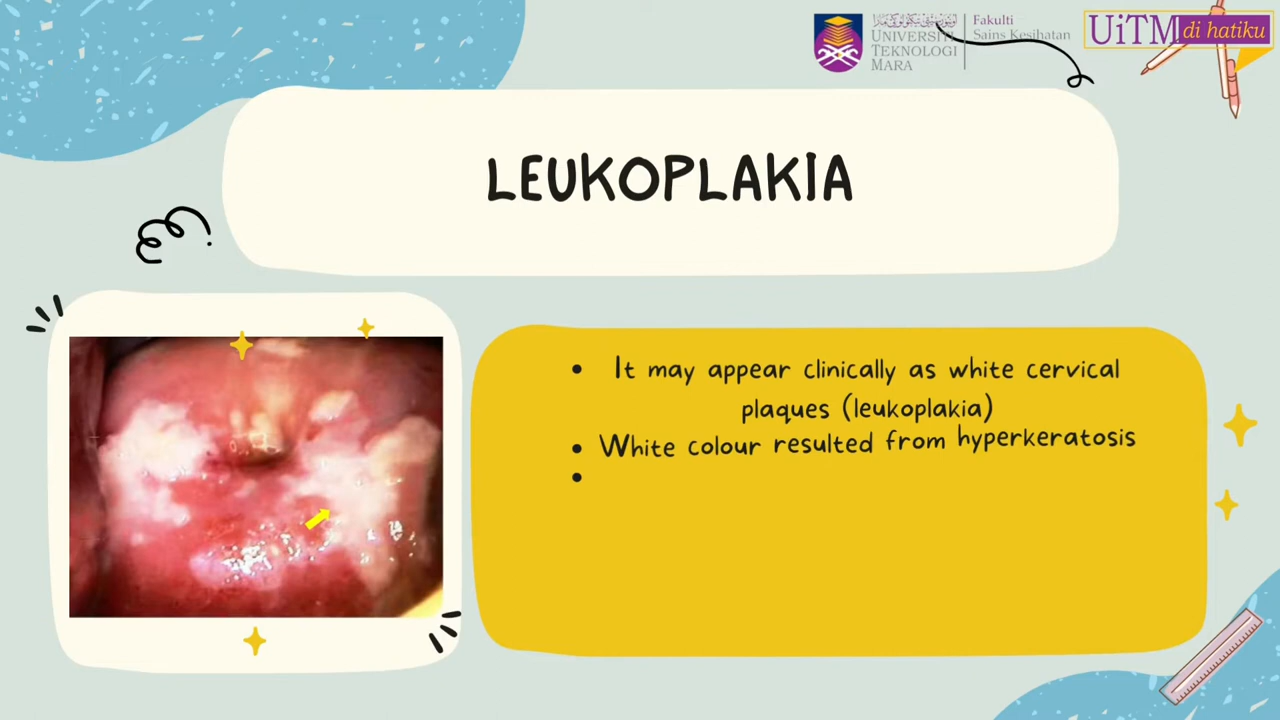 UNIVERSITI
TEKNOLOGI
MARA
Fakulti
Sains Kesihatan
UiTM di hatiku
LEUKOPLAKIA
• It may appear clinically as white cervical
plaques (leukoplakia)
• White colour resulted from hyperkeratosis
•